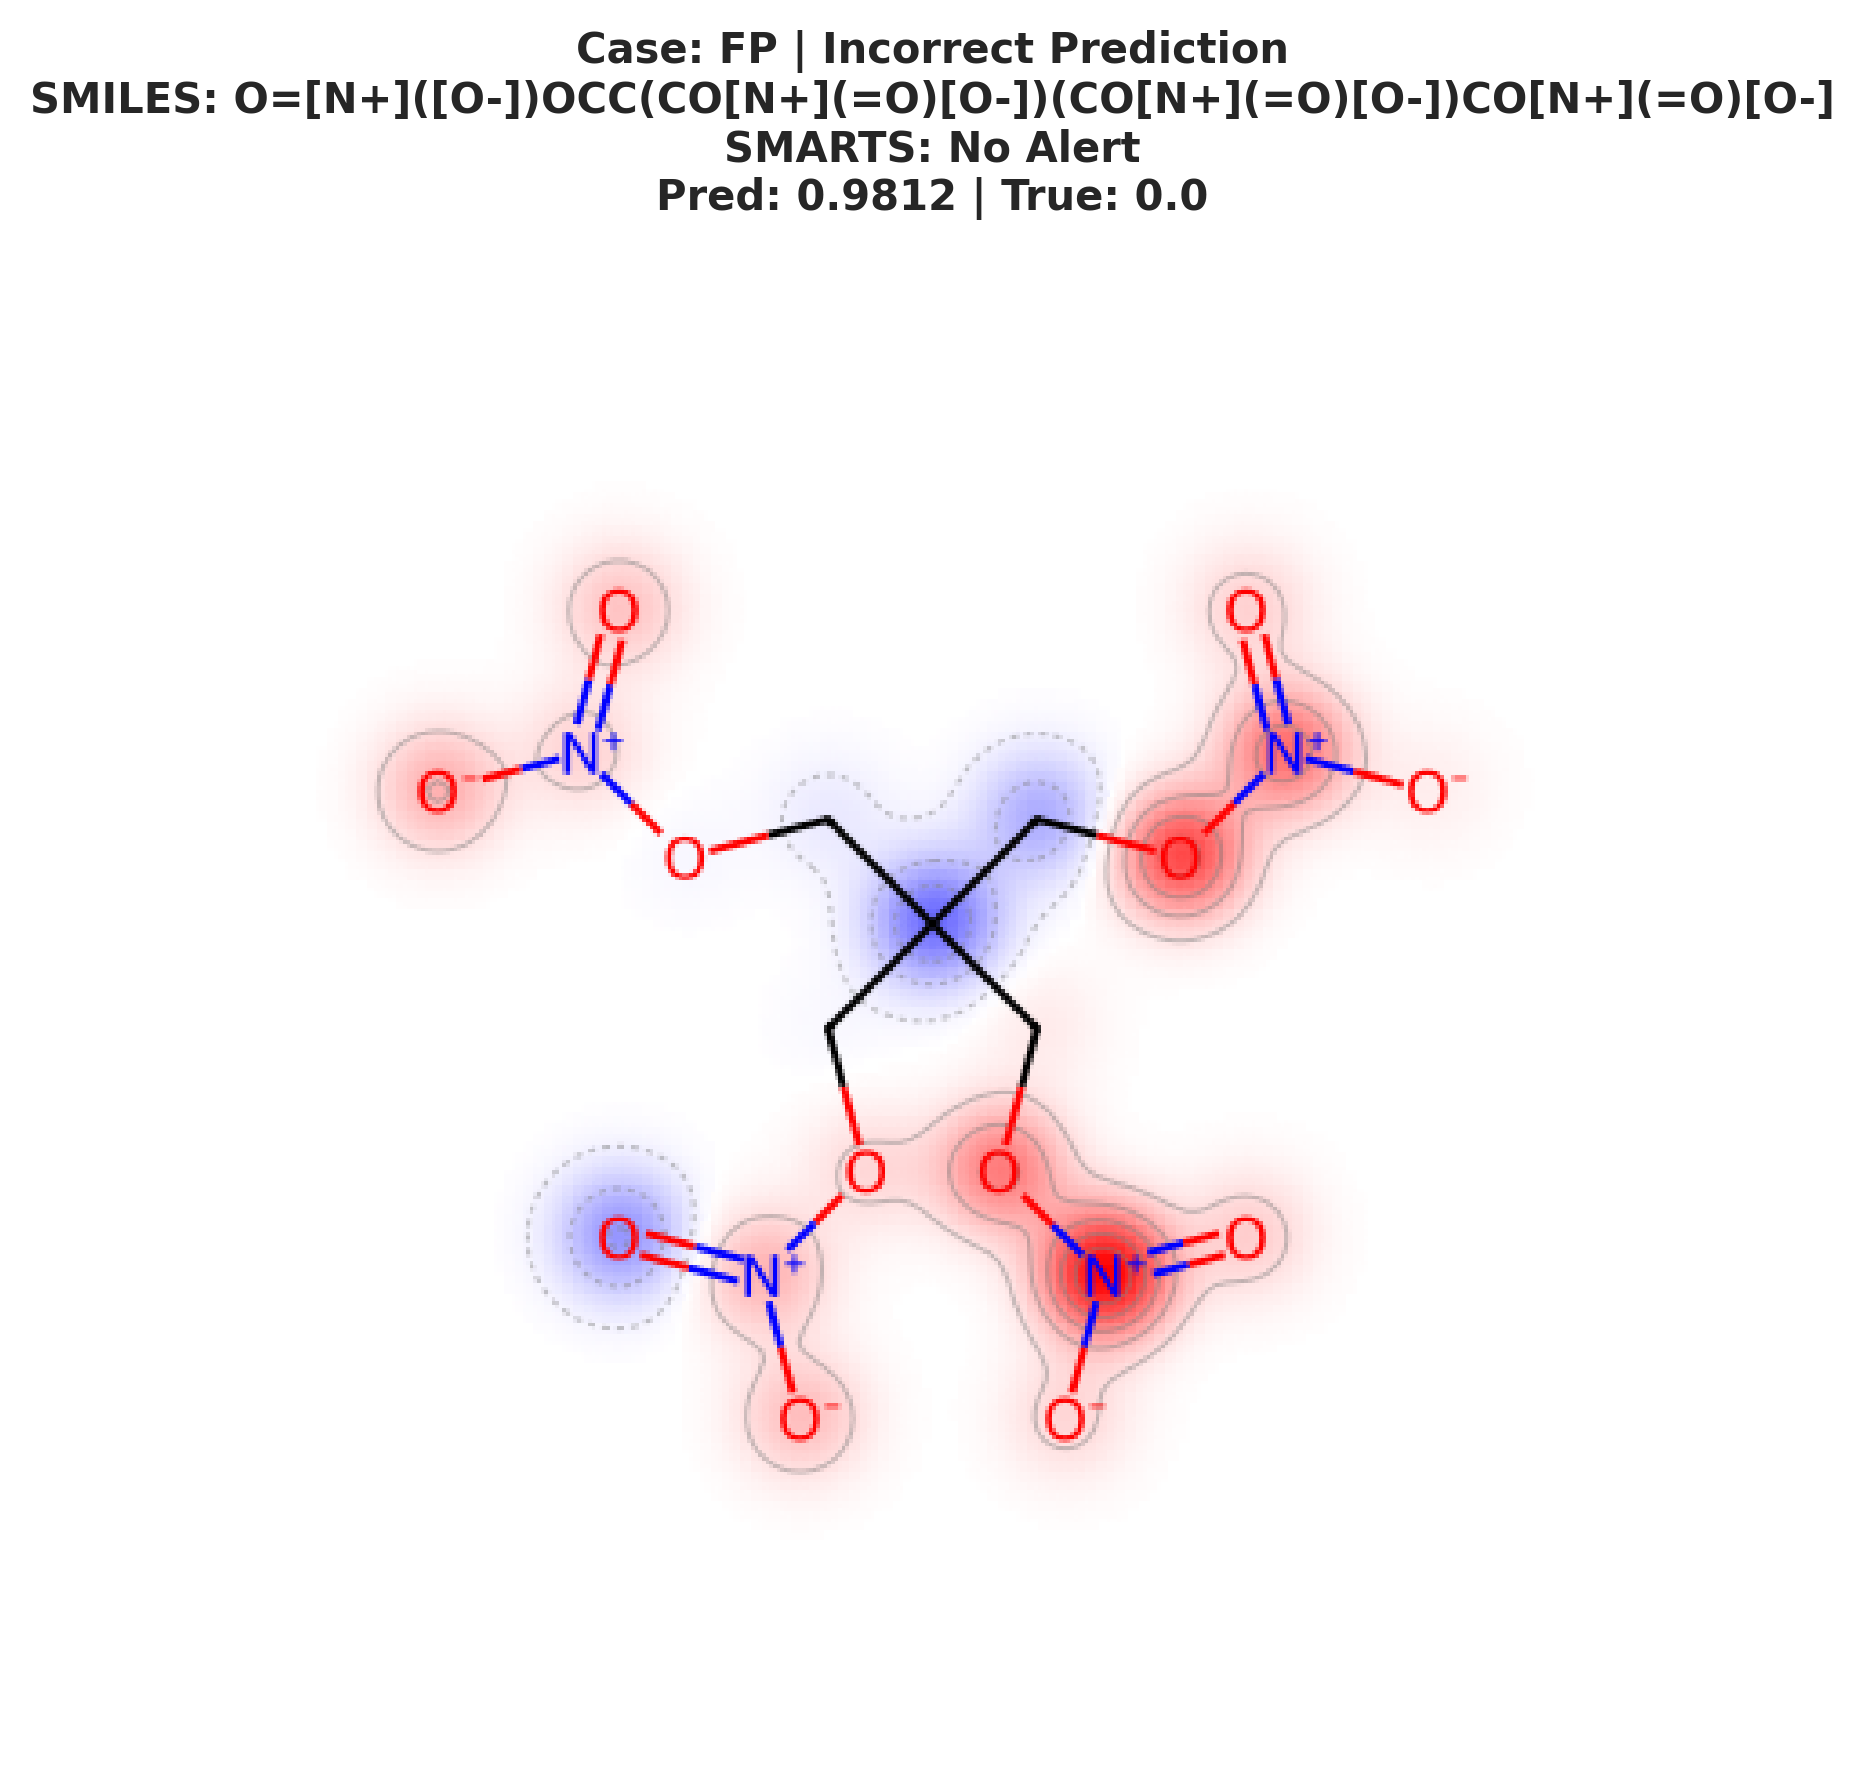 Case: FP | Incorrect Prediction
SMILES: O=[N+]([O-])OCC(CO[N+](=O)[O-])(CO[N+](=O)[O-])CO[N+](=O)[O-]
SMARTS: No Alert
Pred: 0.9812 | True: 0.0
O O
N+ N+
O- O-
O O
O O
O O
N+ N+
O- O-